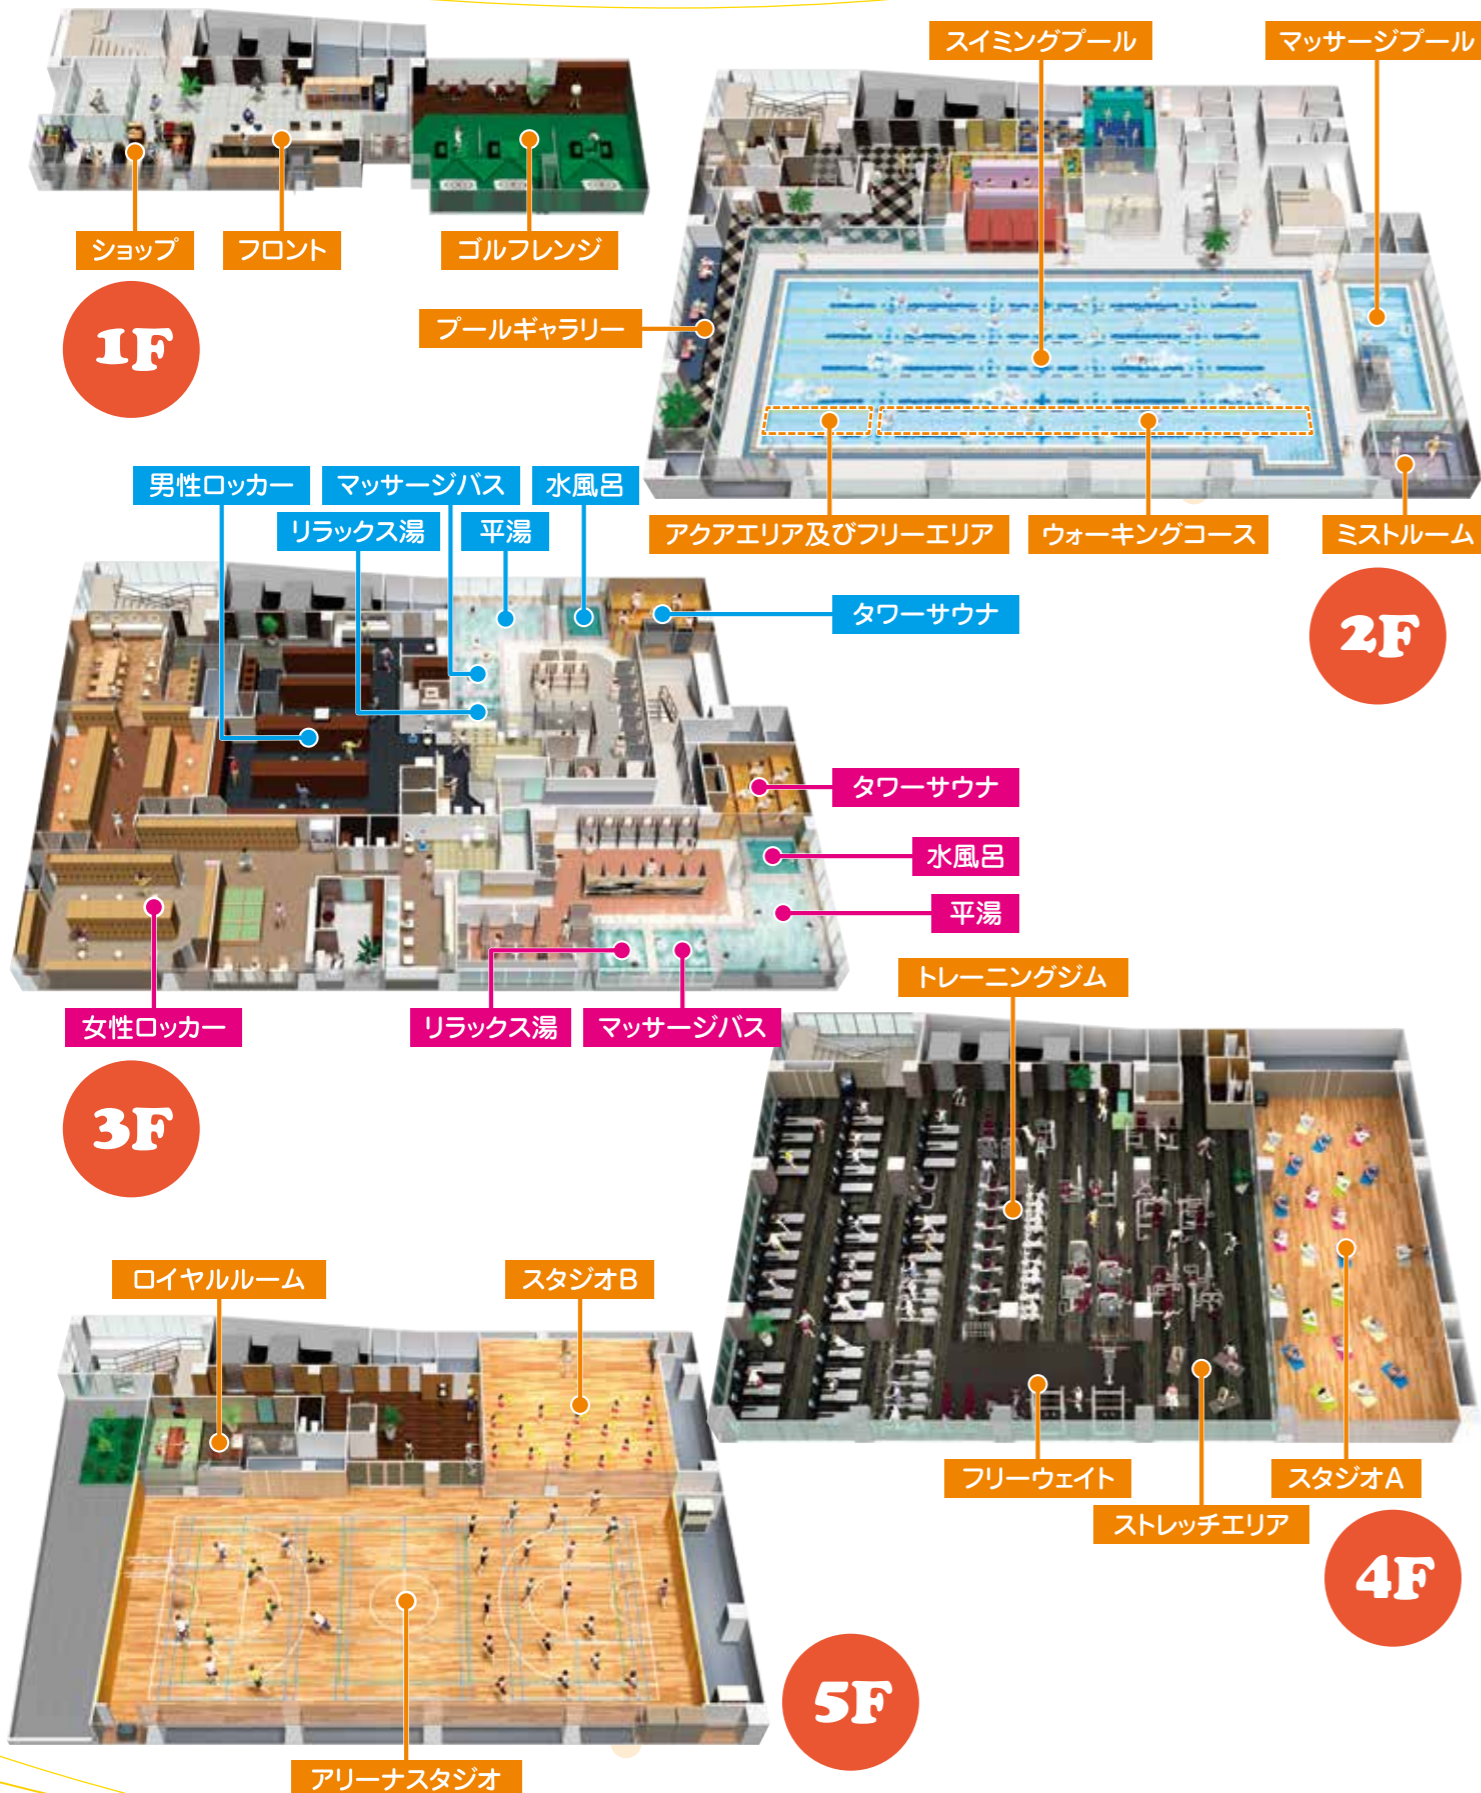 ショップ
フロント
ゴルフレンジ
1F
スイミングプール
マッサージプール
プールギャラリー
アクアエリア及びフリーエリア
ウォーキングコース
ミストルーム
2F
男性ロッカー
マッサージバス
水風呂
リラックス湯
平湯
タワーサウナ
タワーサウナ
水風呂
平湯
女性ロッカー
リラックス湯
マッサージバス
3F
トレーニングジム
フリーウェイト
スタジオA
ストレッチエリア
4F
ロイヤルルーム
スタジオB
アリーナスタジオ
5F